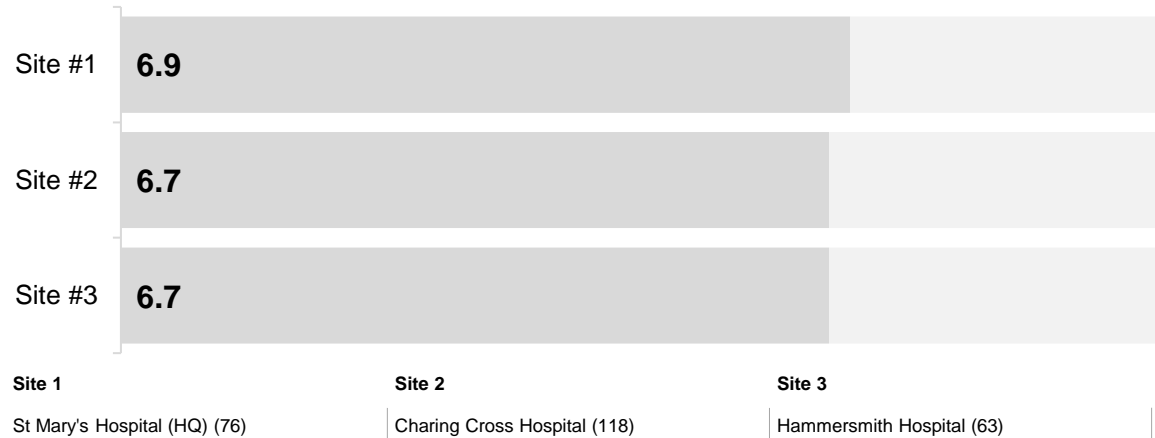 Site #1 6.9
Site #2 6.7
Site #3 6.7
Site 1 Site 2 Site 3
St Mary's Hospital (HQ) (76) Charing Cross Hospital (118) Hammersmith Hospital (63)